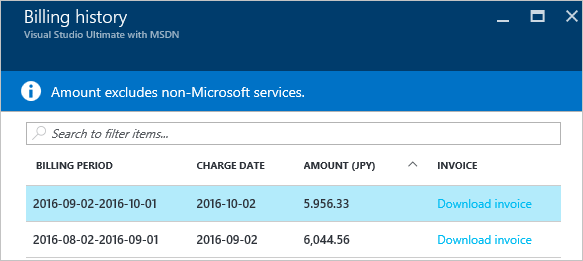 Billing history
Visual Studio Ultimate with MSDN
Amount excludes non-Microsoft services.
Search to filter items...
BILLING PERIOD CHARGE DATE AMOUNT (JPY) INVOICE
2016-09-02-2016-10-01 2016-10-02 5.956.33 Download invoice
2016-08-02-2016-09-01 2016-09-02 6,044.56 Download invoice